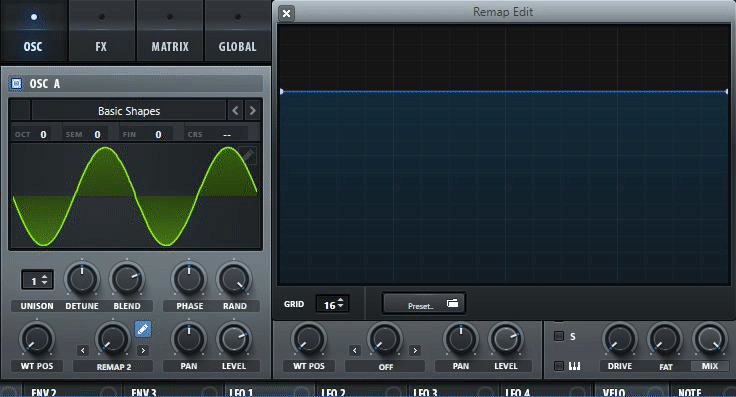 Remap Edit
OSC FX MATRIX GLOBAL
OSC A
Basic Shapes
OCT 0 SEM 0 FIN 0 CRS --
GRID 16 Preset..
1
UNISON DETUNE BLEND PHASE RAND
S
WT POS REMAP 2 PAN LEVEL WT POS OFF PAN LEVEL DRIVE FAT MIX
ENV 2 ENV 3 LFO 1 LFO 2 LFO 3 LFO 4 VELO NOTE